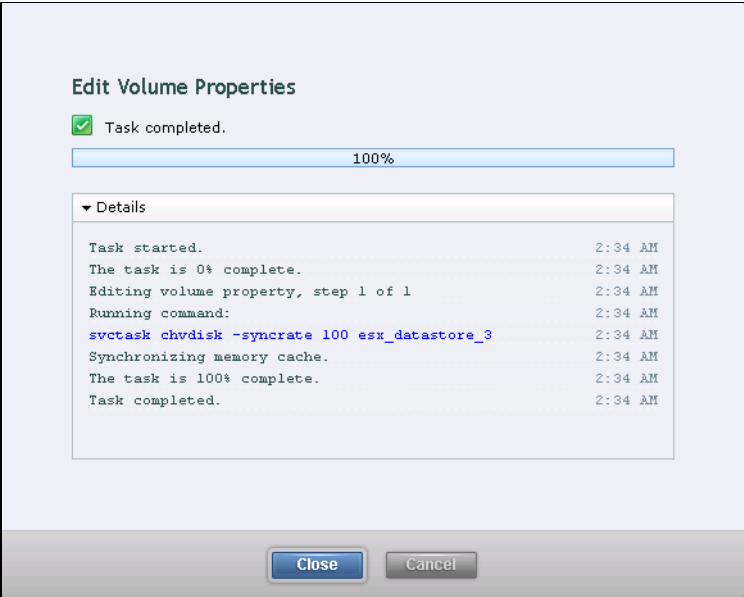 Edit Volume Properties
Task completed.
100%
Details
Task started. 2:34 AM
The task is 0% complete. 2:34 AM
Editing volume property, step 1 of 1 2:34 AM
Running command: 2:34 AM
svctask chvdisk -syncrate 100 esx_datastore_3 2:34 AM
Synchronizing memory cache. 2:34 AM
The task is 100% complete. 2:34 AM
Task completed. 2:34 AM
Close Cancel